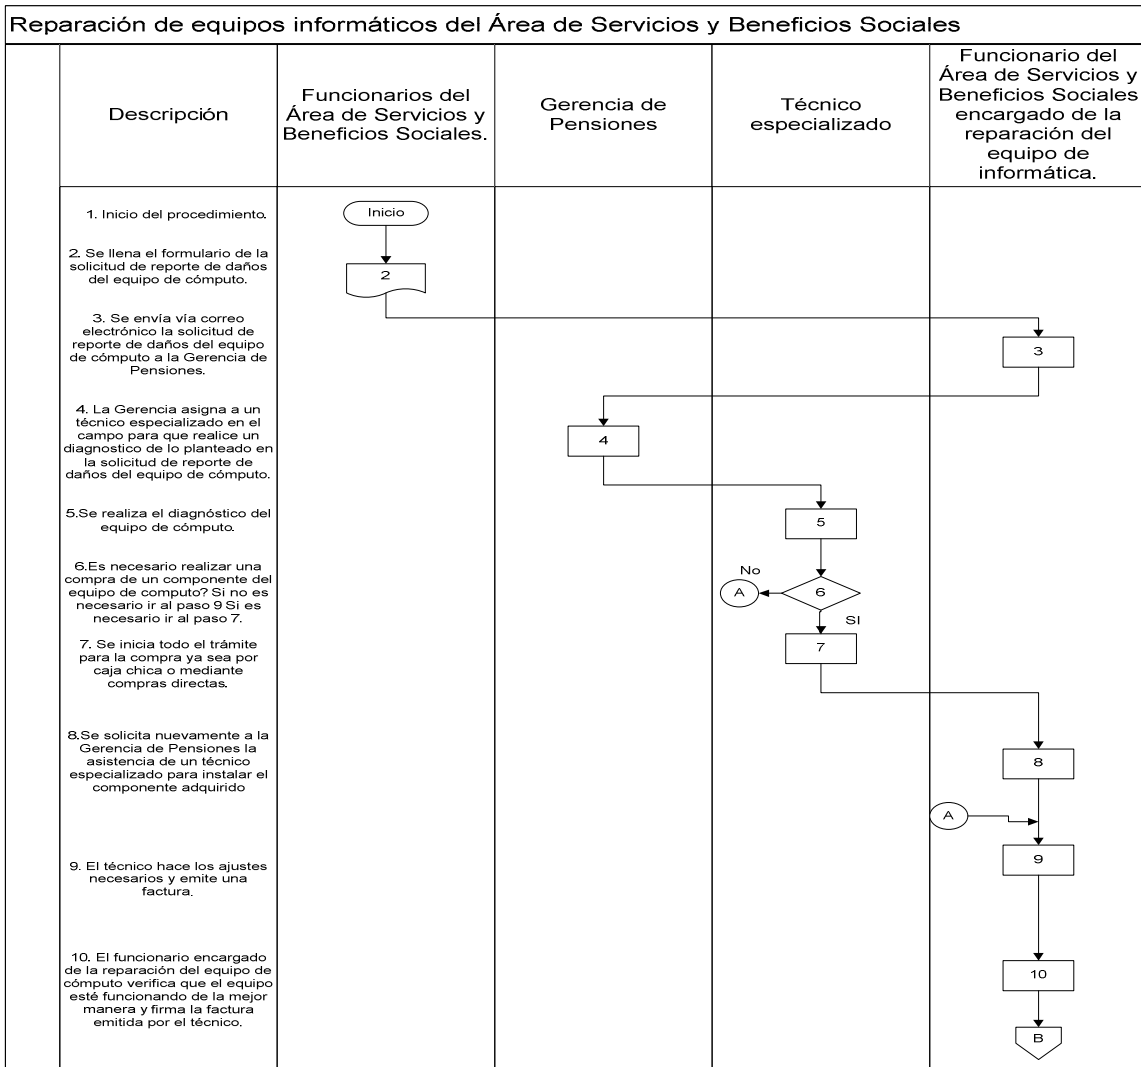 Reparación de equipos informáticos del Área de Servicios y Beneficios Sociales
Descripción
Funcionarios del
Área de Servicios y
Beneficios Sociales.
Gerencia de
Pensiones
Técnico
especializado
Funcionario del
Área de Servicios y
Beneficios Sociales
encargado de la
reparación del
equipo de
informática.
1. Inicio del procedimiento.
Inicio
2. Se llena el formulario de la
solicitud de reporte de daños
del equipo de cómputo.
2
3. Se envía vía correo
electrónico la solicitud de
reporte de daños del equipo
de cómputo a la Gerencia de
Pensiones.
3
4. La Gerencia asigna a un
técnico especializado en el
campo para que realice un
diagnostico de lo planteado en
la solicitud de reporte de
daños del equipo de cómputo.
4
5.Se realiza el diagnóstico del
equipo de cómputo.
5
6.Es necesario realizar una
compra de un componente del
equipo de computo? Si no es
necesario ir al paso 9 Si es
necesario ir al paso 7.
No
A
6
SI
7. Se inicia todo el trámite
para la compra ya sea por
caja chica o mediante
compras directas.
7
8.Se solicita nuevamente a la
Gerencia de Pensiones la
asistencia de un técnico
especializado para instalar el
componente adquirido
8
A
9. El técnico hace los ajustes
necesarios y emite una
factura.
9
10. El funcionario encargado
de la reparación del equipo de
cómputo verifica que el equipo
esté funcionando de la mejor
manera y firma la factura
emitida por el técnico.
10
B